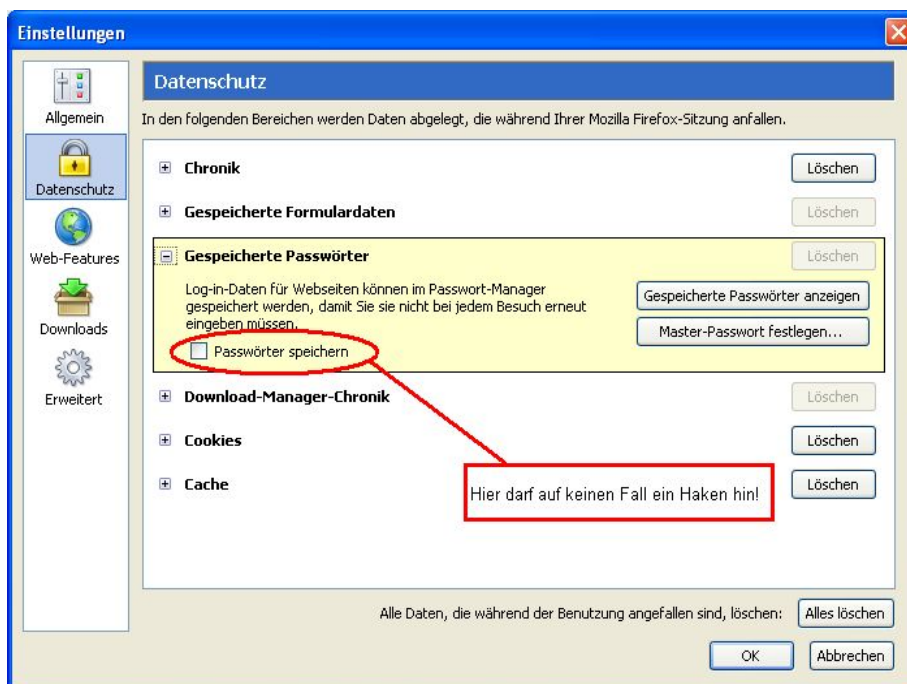 Einstellungen
Allgemein
Datenschutz
Web-Features
Downloads
Erweitert
Datenschutz
In den folgenden Bereichen werden Daten abgelegt, die während Ihrer Mozilla Firefox-Sitzung anfallen.
Chronik
Löschen
Gespeicherte Formulardaten
Löschen
Gespeicherte Passwörter
Löschen
Log-in-Daten für Webseiten können im Passwort-Manager
gespeichert werden, damit Sie sie nicht bei jedem Besuch erneut
eingeben müssen.
Gespeicherte Passwörter anzeigen
Master-Passwort festlegen...
Passwörter speichern
Download-Manager-Chronik
Löschen
Cookies
Löschen
Cache
Löschen
Hier darf auf keinen Fall ein Haken hin!
Alle Daten, die während der Benutzung angefallen sind, löschen:
Alles löschen
OK
Abbrechen